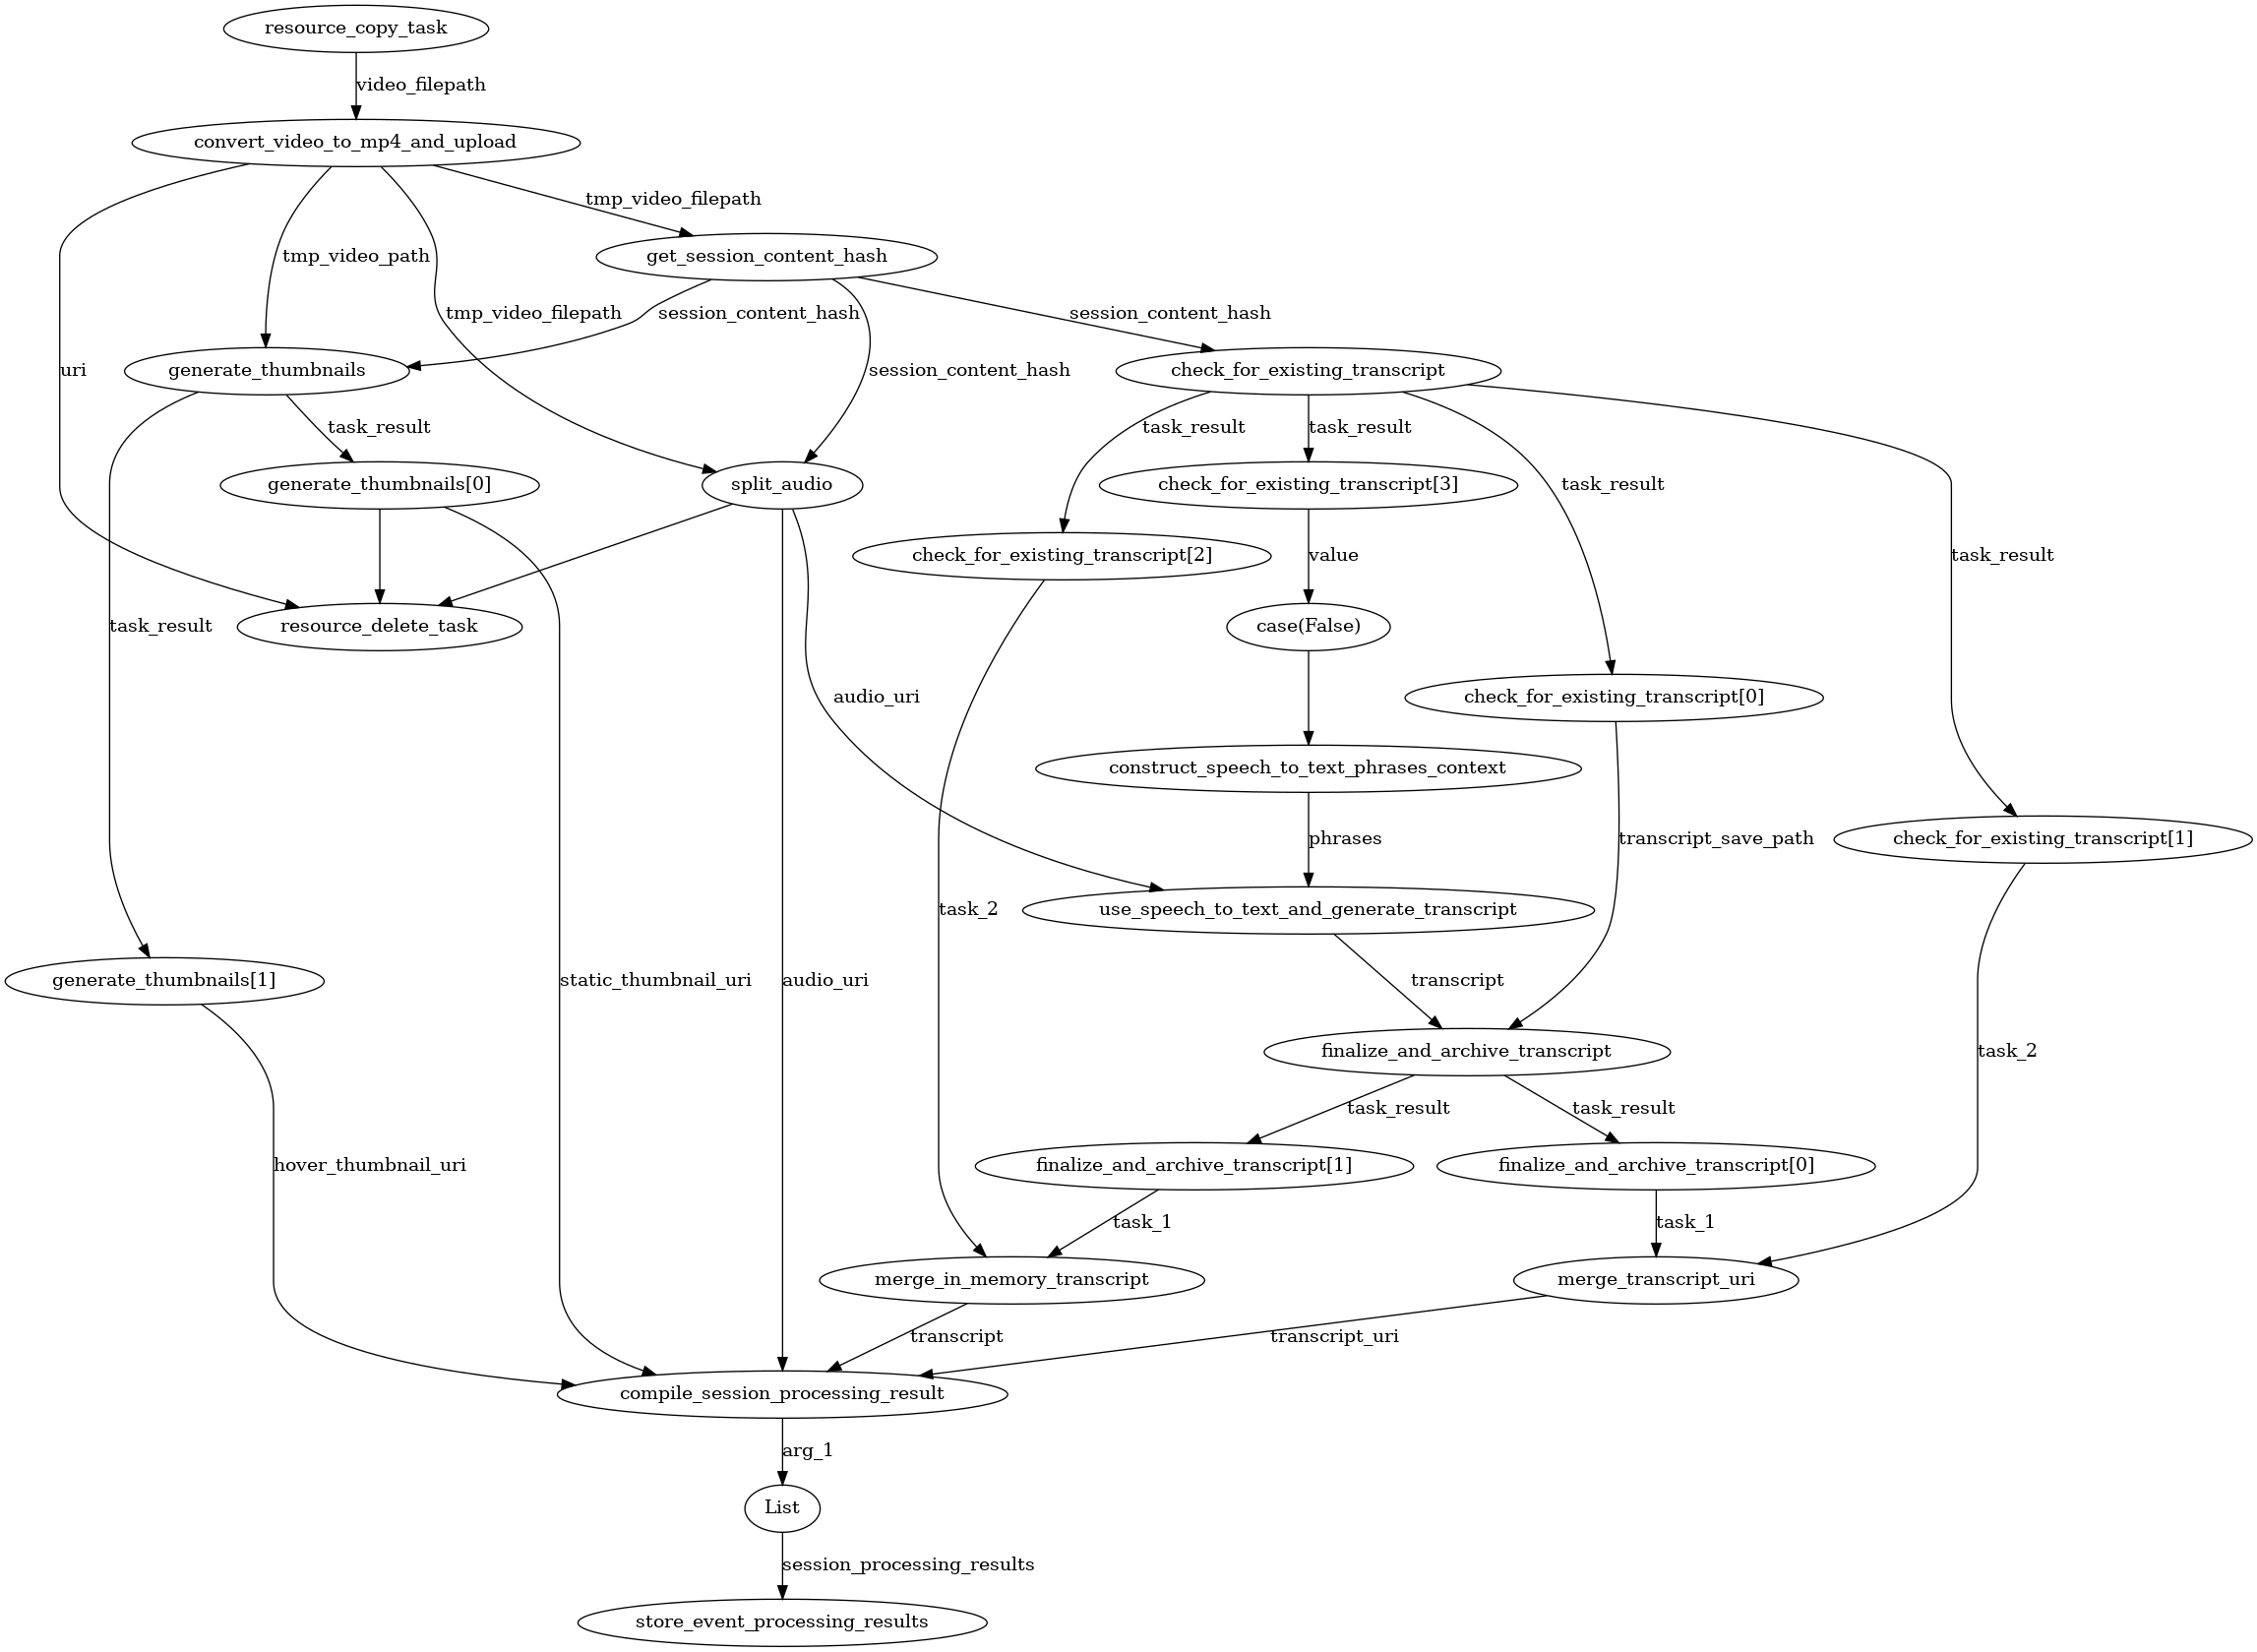 resource_copy_task
video_filepath
convert_video_to_mp4_and_upload
tmp_video_filepath
tmp_video_path
get_session_content_hash
tmp_video_filepath
session_content_hash
session_content_hash
uri
generate_thumbnails
session_content_hash
check_for_existing_transcript
task_result
task_result
task_result
generate_thumbnails[0]
split_audio
check_for_existing_transcript[3]
task_result
check_for_existing_transcript[2]
value
task_result
task_result
resource_delete_task
case(False)
audio_uri
check_for_existing_transcript[0]
construct_speech_to_text_phrases_context
phrases
transcript_save_path
check_for_existing_transcript[1]
task_2
use_speech_to_text_and_generate_transcript
generate_thumbnails[1]
static_thumbnail_uri
audio_uri
transcript
finalize_and_archive_transcript
task_2
task_result
task_result
hover_thumbnail_uri
finalize_and_archive_transcript[1]
finalize_and_archive_transcript[0]
task_1
task_1
merge_in_memory_transcript
merge_transcript_uri
transcript
transcript_uri
compile_session_processing_result
arg_1
List
session_processing_results
store_event_processing_results